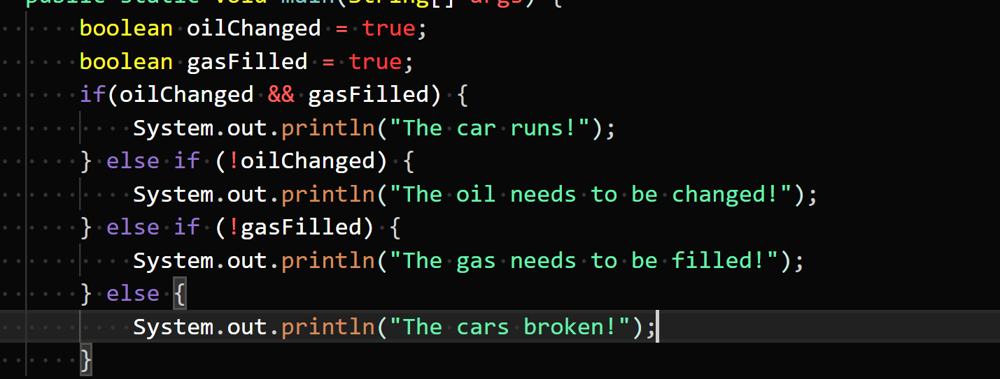 public static void main(String[] args) {
boolean oilChanged = true;
boolean gasFilled = true;
if(oilChanged && gasFilled) {
System.out.println("The car runs!");
} else if (!oilChanged) {
System.out.println("The oil needs to be changed!");
} else if (!gasFilled) {
System.out.println("The gas needs to be filled!");
} else {
System.out.println("The cars broken!");
}